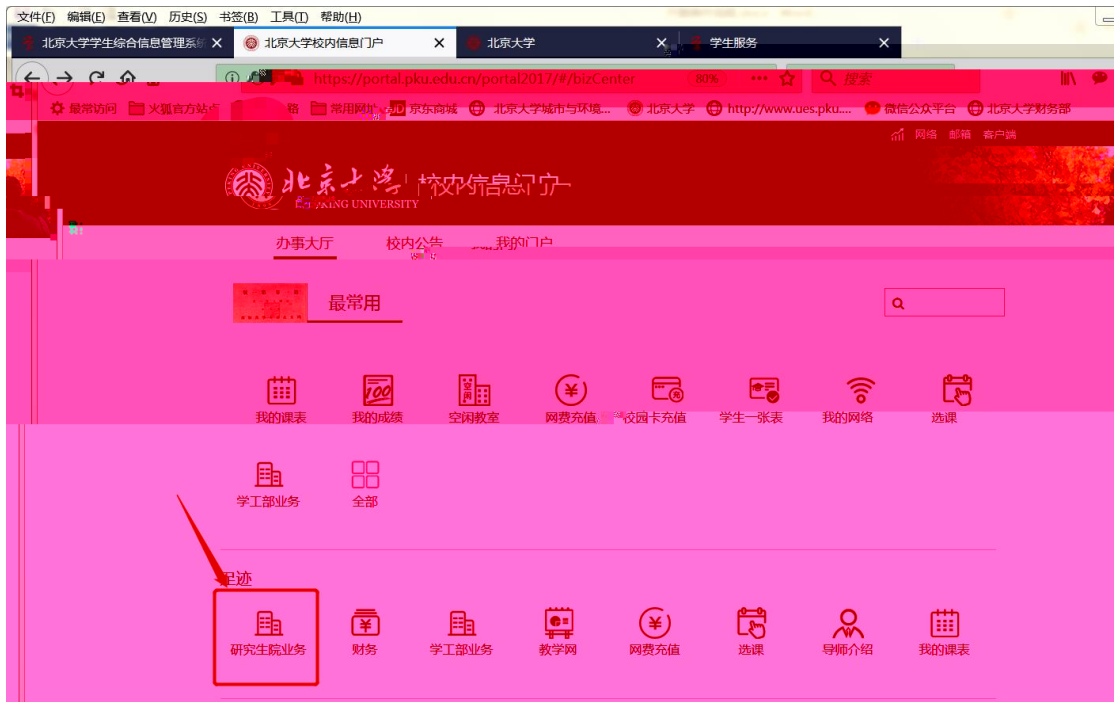 文件(F) 编辑(E) 查看(V) 历史(S) 书签(B) 工具(T) 帮助(H)
北京大学学生综合信息管理系统 × 北京大学校内信息门户 × 北京大学 × 学生服务 ×
https://portal.pku.edu.cn/portal2017/#/bizCenter 80% ··· 搜索
最常访问 火狐官方站点 常用网址 JD 京东商城 北京大学城市与环境... 北京大学 http://www.ues.pku.... 微信公众平台 北京大学财务部
网络 邮箱 客户端
北京大学 校内信息门户
PEKING UNIVERSITY
办事大厅 校内公告 我的门户
最常用
我的课表 我的成绩 空闲教室 网费充值 校园卡充值 学生一张表 我的网络 选课
学工部业务 全部
足迹
研究生院业务 财务 学工部业务 教学网 网费充值 选课 导师介绍 我的课表